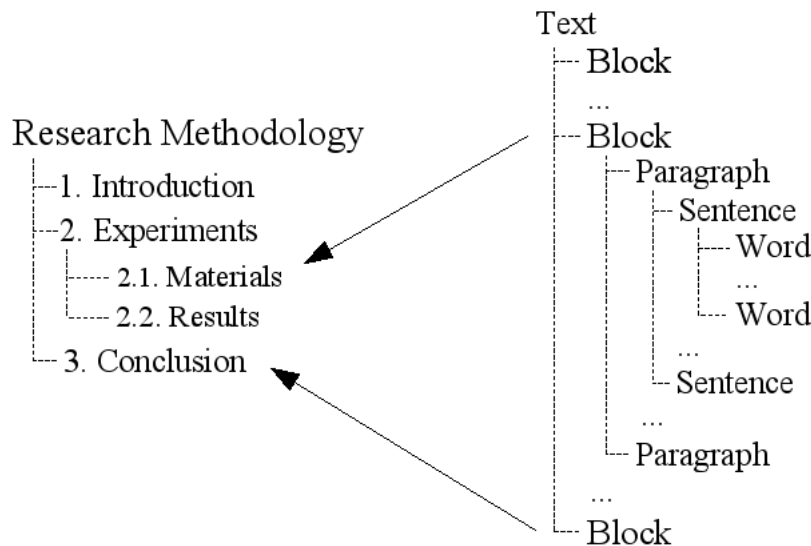 Research Methodology
1. Introduction
2. Experiments
2.1. Materials
2.2. Results
3. Conclusion
Text
Block
...
Block
Paragraph
Sentence
Word
...
Word
...
Sentence
...
Paragraph
...
Block